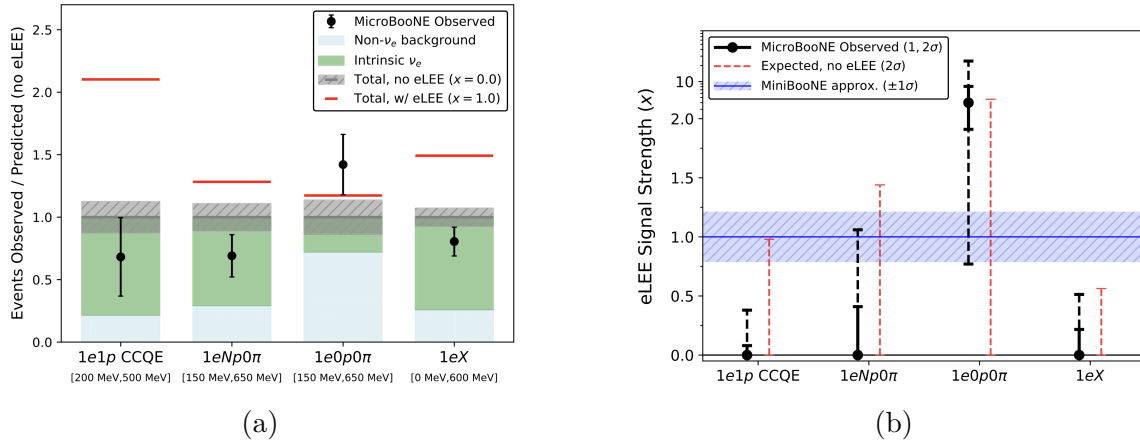 Events Observed / Predicted (no eLEE)
2.5
2.0
1.5
1.0
0.5
0.0
MicroBooNE Observed
Non-νe background
Intrinsic νe
Total, no eLEE (x = 0.0)
Total, w/ eLEE (x = 1.0)
1e1p CCQE 1eNp0π 1e0p0π 1eX
[200 MeV,500 MeV] [150 MeV,650 MeV] [150 MeV,650 MeV] [0 MeV,600 MeV]
(a)
eLEE Signal Strength (x)
10
2.0
1.5
1.0
0.5
0.0
MicroBooNE Observed (1, 2σ)
Expected, no eLEE (2σ)
MiniBooNE approx. (±1σ)
1e1p CCQE 1eNp0π 1e0p0π 1eX
(b)